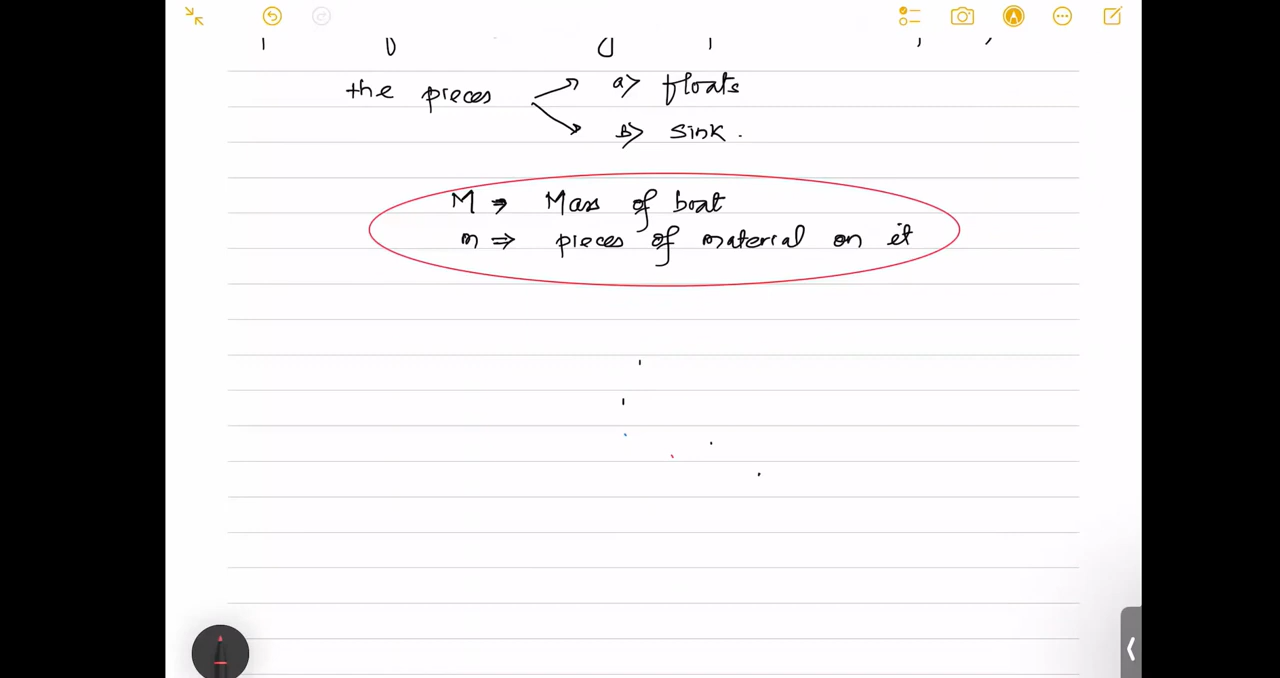 the pieces a> floats
b> sink.
M ⇒ Mass of boat
m ⇒ pieces of material on it